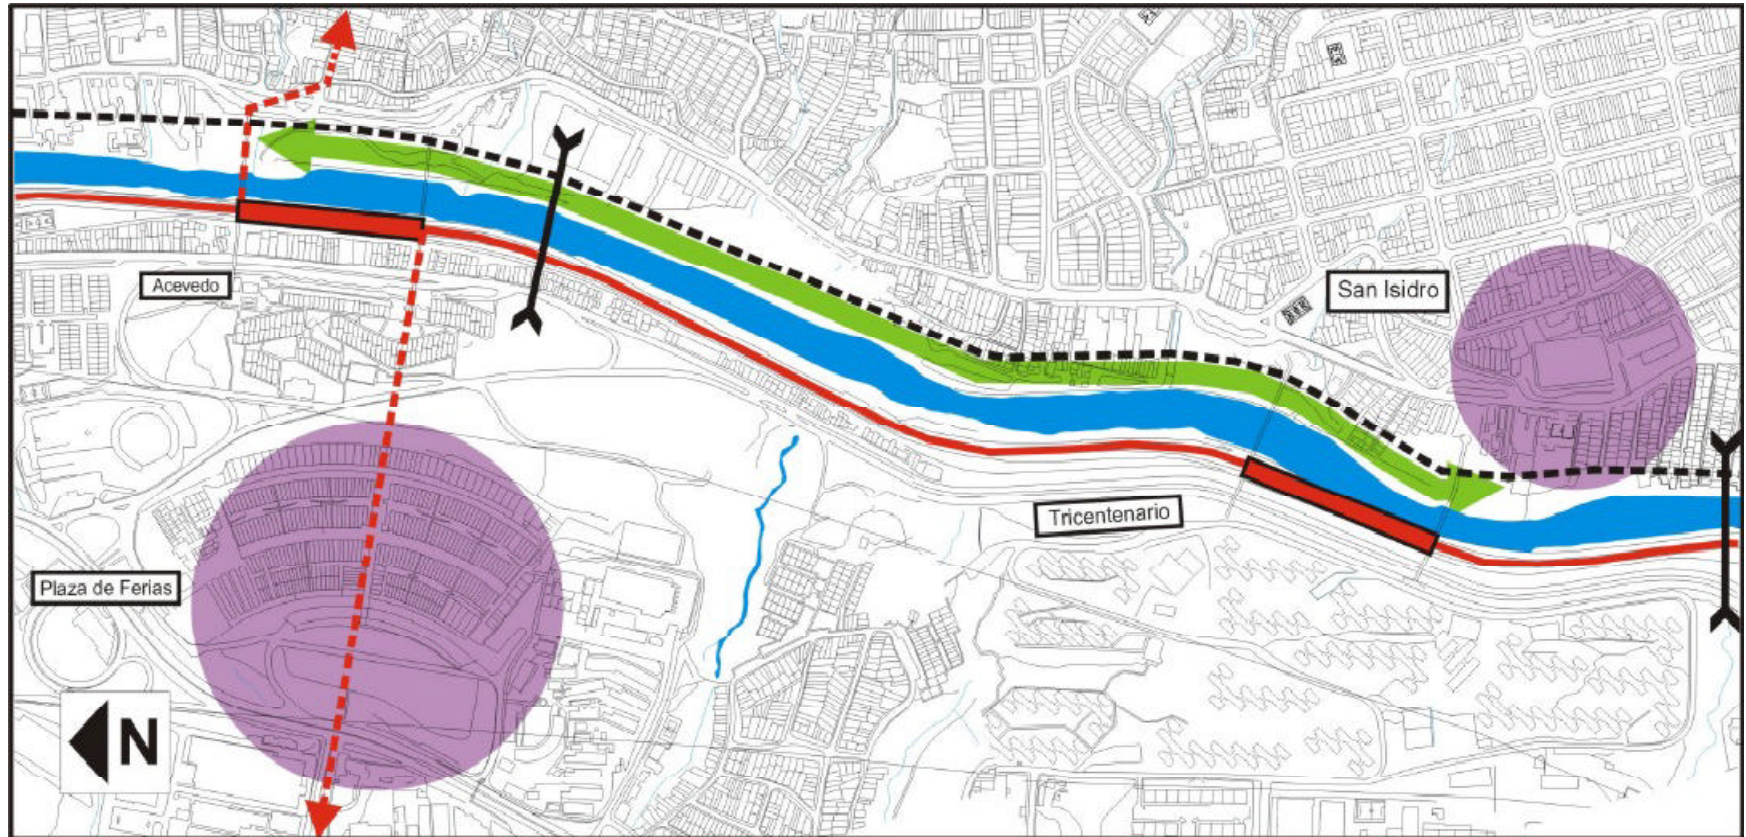 Acevedo
San Isidro
Tricentenario
Plaza de Ferias
N